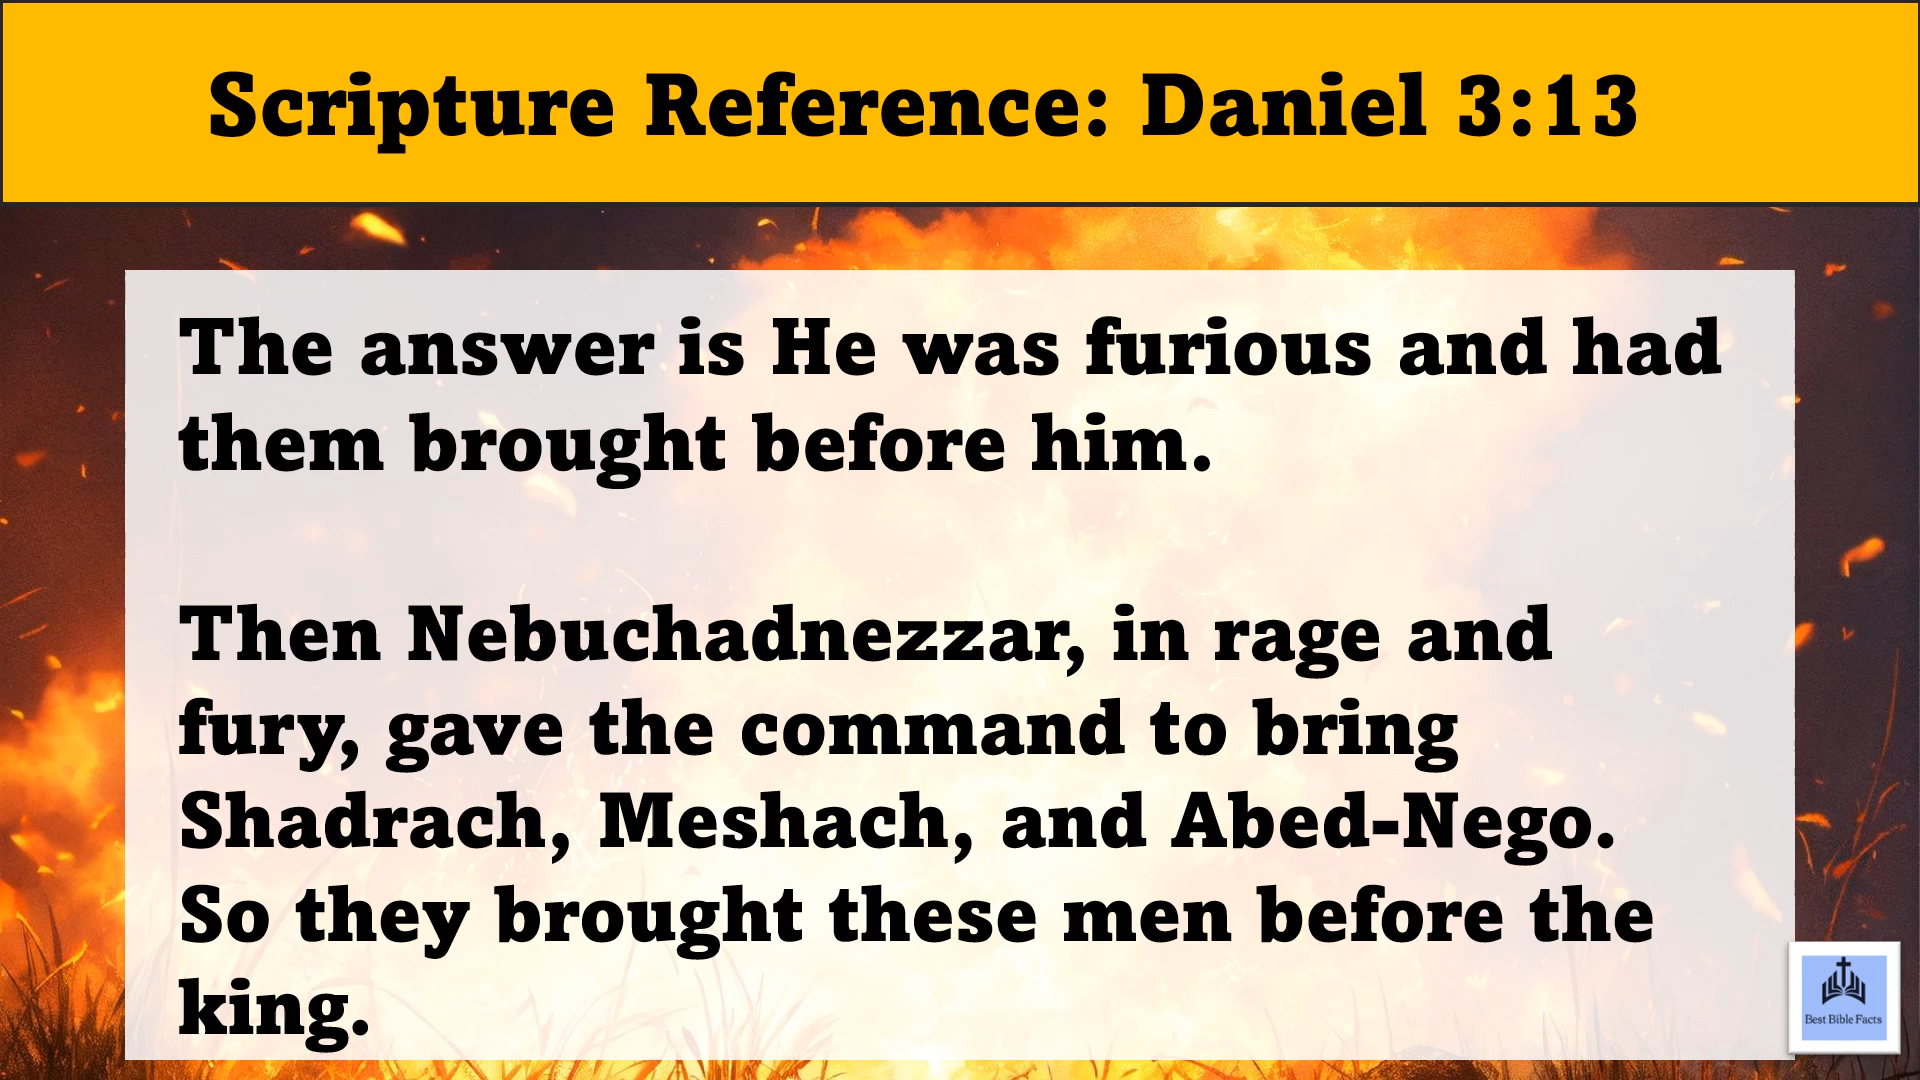 Scripture Reference: Daniel 3:13
The answer is He was furious and had
them brought before him.
Then Nebuchadnezzar, in rage and
fury, gave the command to bring
Shadrach, Meshach, and Abed-Nego.
So they brought these men before the
king.
Best Bible Facts